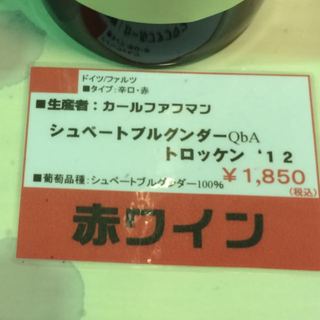 ドイツ/ファルツ
■タイプ:辛口・赤
■生産者:カールファフマン
シュペートブルグンダーQbA
トロッケン '12
■葡萄品種:シュペートブルグンダー100%
¥1,850
(税込)
赤ワイン